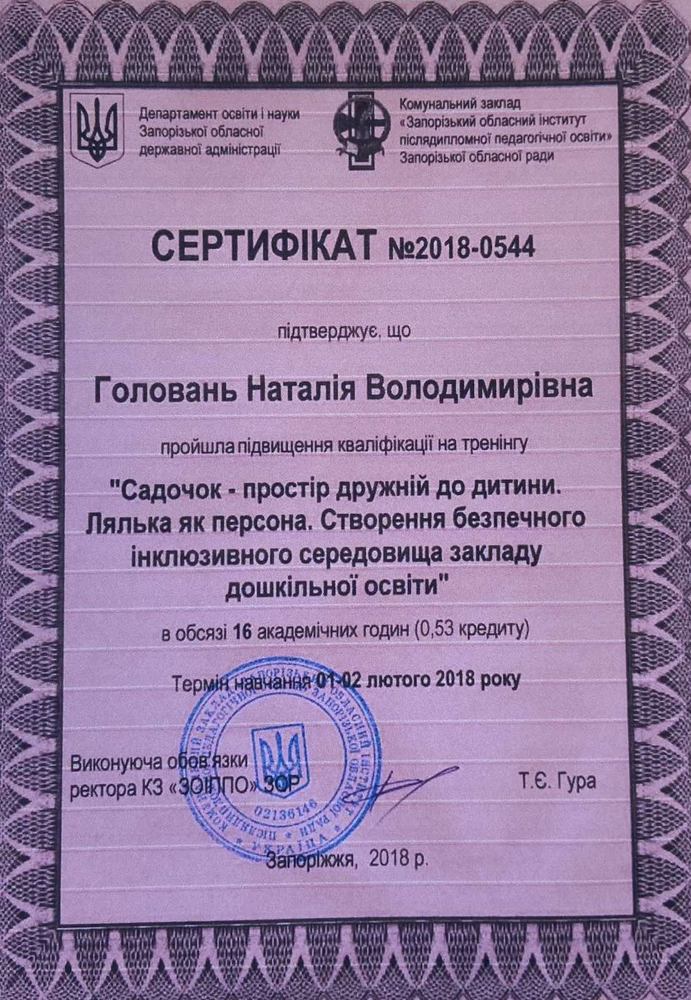 Департамент освіти і науки
Запорізької обласної
державної адміністрації
Комунальний заклад
«Запорізький обласний інститут
післядипломної педагогічної освіти»
Запорізької обласної ради
СЕРТИФІКАТ №2018-0544
підтверджує, що
Головань Наталія Володимирівна
пройшла підвищення кваліфікації на тренінгу
"Садочок - простір дружній до дитини.
Лялька як персона. Створення безпечного
інклюзивного середовища закладу
дошкільної освіти"
в обсязі 16 академічних годин (0,53 кредиту)
Термін навчання 01-02 лютого 2018 року
Виконуюча обов'язки
ректора КЗ «ЗОІППО» ЗОР
Т.Є. Гура
02136146
УКРАЇНА
Запоріжжя, 2018 р.